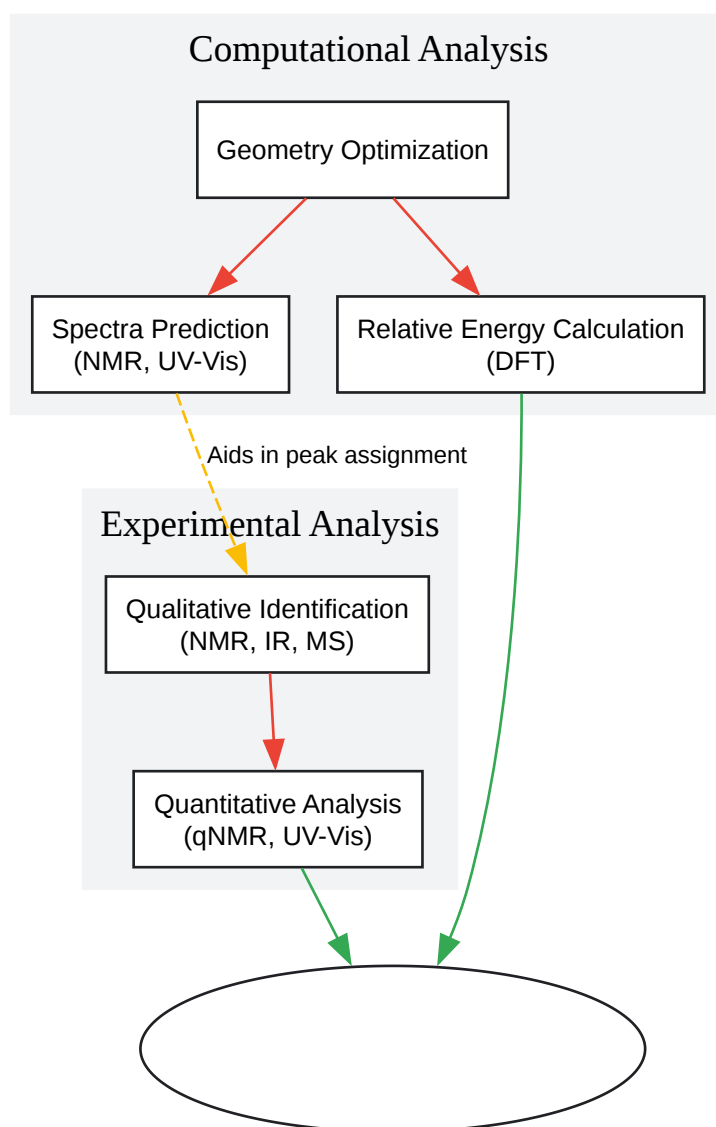 Computational Analysis
Geometry Optimization
Spectra Prediction
(NMR, UV-Vis)
Relative Energy Calculation
(DFT)
Aids in peak assignment
Experimental Analysis
Qualitative Identification
(NMR, IR, MS)
Quantitative Analysis
(qNMR, UV-Vis)